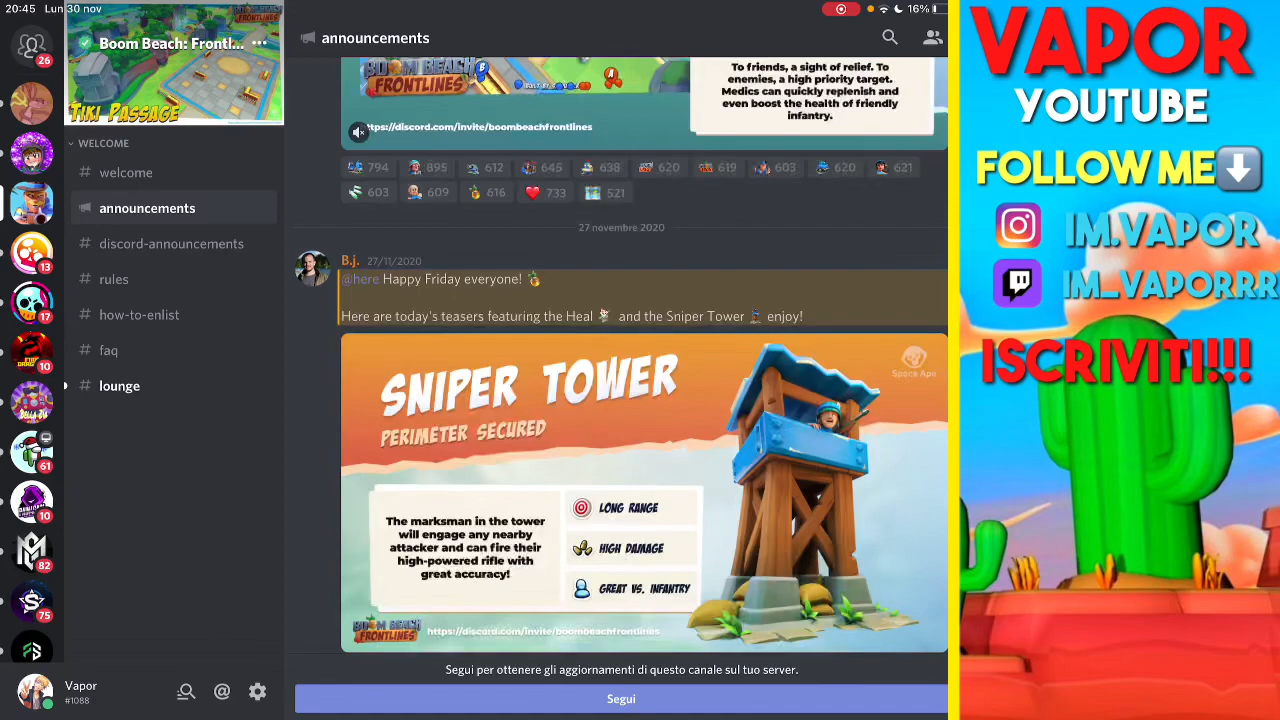 20:45 Lun 30 nov
16%
26
13
17
10
61
10
82
75
BOOM BEACH
FRONTLINES
Boom Beach: Frontl...
TIKI PASSAGE
WELCOME
welcome
announcements
discord-announcements
rules
how-to-enlist
faq
lounge
Vapor
#1088
announcements
BOOM BEACH
FRONTLINES
B
A
To friends, a sight of relief. To
enemies, a high priority target.
Medics can quickly replenish and
even boost the health of friendly
infantry.
https://discord.com/invite/boombeachfrontlines
794 895 612 645 638 620 619 603 620 621
603 609 616 733 521
27 novembre 2020
B.j. 27/11/2020
@here Happy Friday everyone!
Here are today's teasers featuring the Heal and the Sniper Tower enjoy!
SNIPER TOWER
PERIMETER SECURED
Space Ape
The marksman in the tower
will engage any nearby
attacker and can fire their
high-powered rifle with
great accuracy!
LONG RANGE
HIGH DAMAGE
GREAT VS. INFANTRY
BOOM BEACH
FRONTLINES
https://discord.com/invite/boombeachfrontlines
Segui per ottenere gli aggiornamenti di questo canale sul tuo server.
Segui
VAPOR
YOUTUBE
FOLLOW ME
IM.VAPOR
IM_VAPORRR
ISCRIVITI!!!